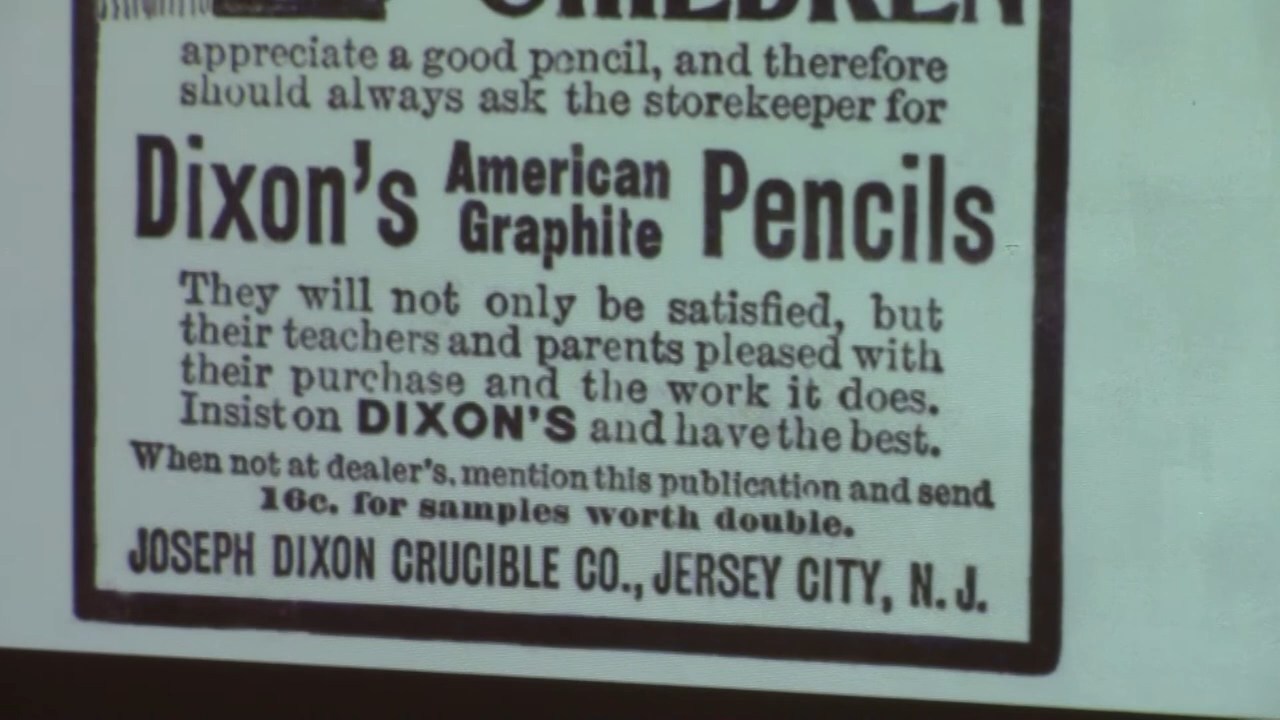 CHILDREN
appreciate a good pencil, and therefore
should always ask the storekeeper for
Dixon's American Graphite Pencils
They will not only be satisfied, but
their teachers and parents pleased with
their purchase and the work it does.
Insist on DIXON'S and have the best.
When not at dealer's, mention this publication and send
16c. for samples worth double.
JOSEPH DIXON CRUCIBLE CO., JERSEY CITY, N. J.